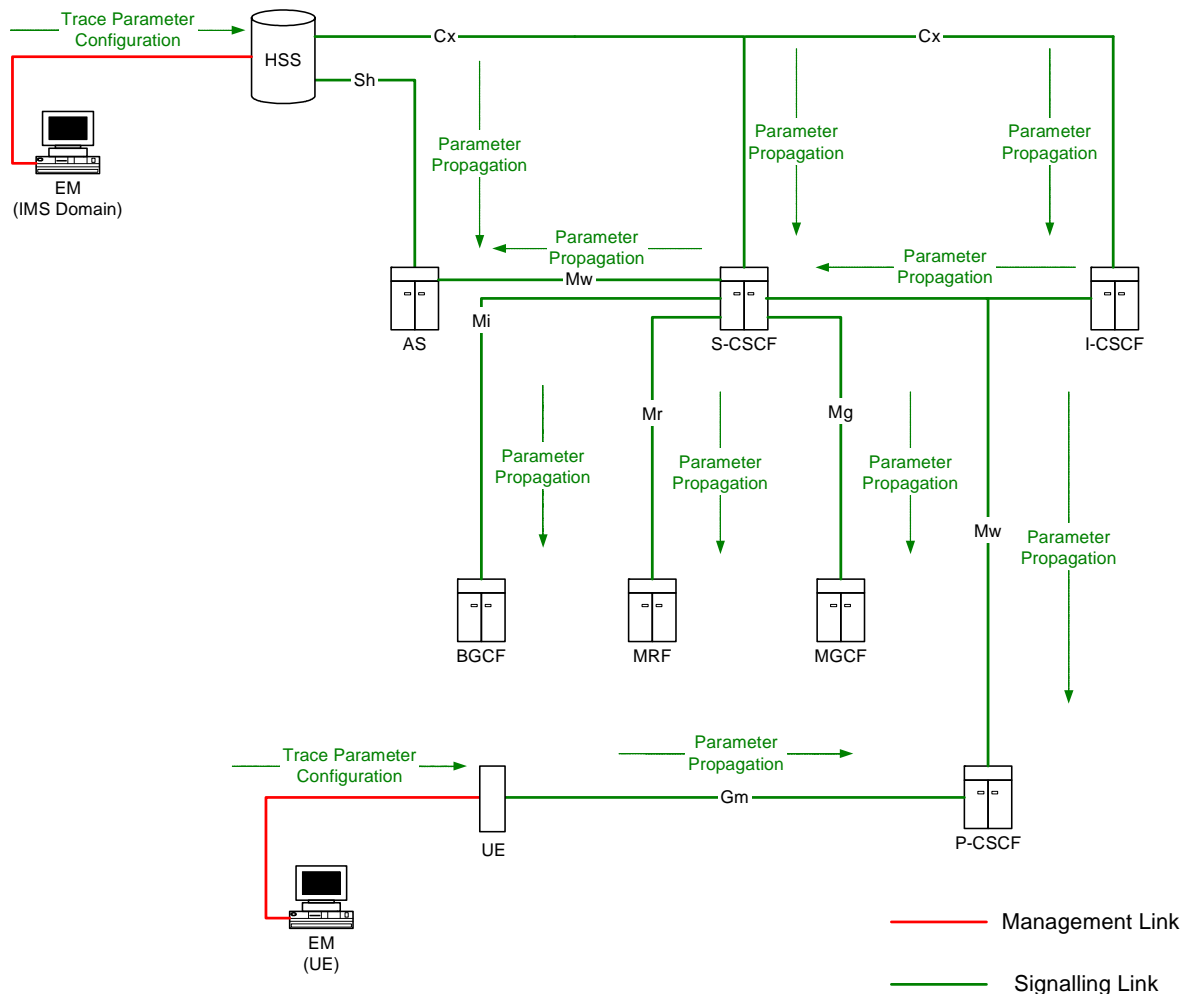 Trace Parameter
Configuration
HSS
Cx
Cx
Sh
Parameter
Propagation
Parameter
Propagation
Parameter
Propagation
EM
(IMS Domain)
Parameter
Propagation
Parameter
Propagation
Mw
Mi
AS
S-CSCF
I-CSCF
Mr
Mg
Parameter
Propagation
Parameter
Propagation
Parameter
Propagation
Mw
Parameter
Propagation
BGCF
MRF
MGCF
Trace Parameter
Configuration
Parameter
Propagation
Gm
UE
P-CSCF
EM
(UE)
Management Link
Signalling Link